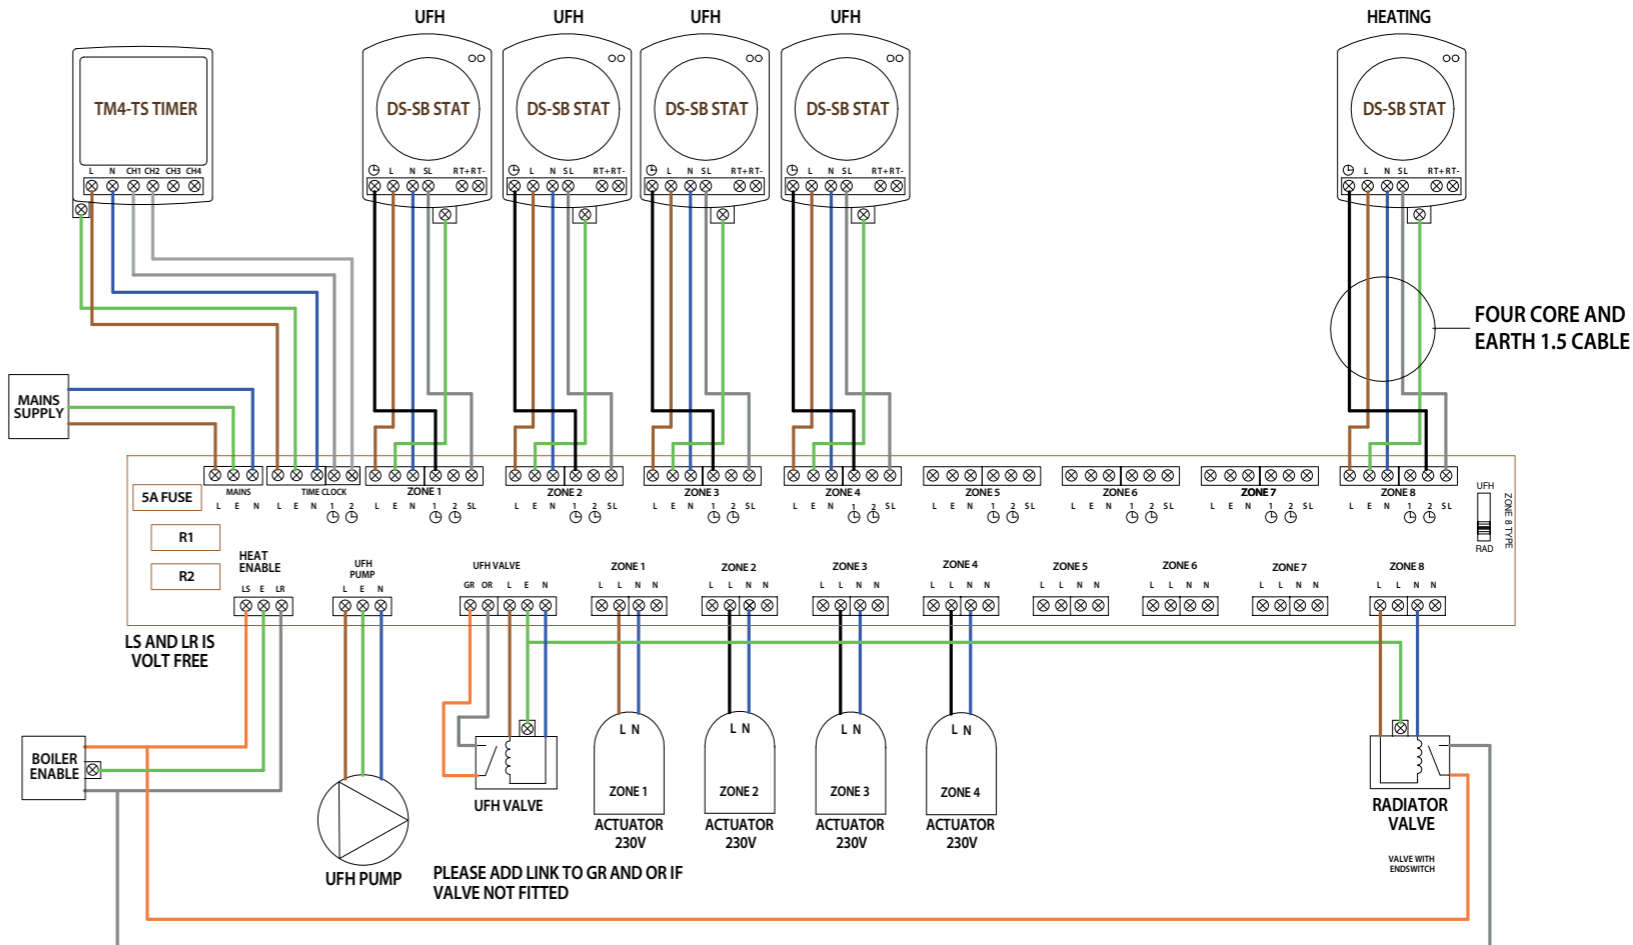 UFH UFH UFH UFH HEATING
TM4-TS TIMER DS-SB STAT DS-SB STAT DS-SB STAT DS-SB STAT DS-SB STAT
L N CH1 CH2 CH3 CH4 L N SL RT+ RT- L N SL RT+ RT- L N SL RT+ RT- L N SL RT+ RT- L N SL RT+ RT-
FOUR CORE AND
EARTH 1.5 CABLE
MAINS
SUPPLY
5A FUSE MAINS TIME CLOCK ZONE 1 ZONE 2 ZONE 3 ZONE 4 ZONE 5 ZONE 6 ZONE 7 ZONE 8
L E N L E N 1 2 L E N 1 2 SL L E N 1 2 SL L E N 1 2 SL L E N 1 2 SL L E N 1 2 SL L E N 1 2 SL L E N 1 2 SL L E N 1 2 SL
UFH
RAD
ZONE 8 TYPE
R1
R2
HEAT
ENABLE
LS E LR
UFH
PUMP
L E N
UFH VALVE
GR OR L E N
ZONE 1 ZONE 2 ZONE 3 ZONE 4 ZONE 5 ZONE 6 ZONE 7 ZONE 8
L L N N L L N N L L N N L L N N L L N N L L N N L L N N L L N N
LS AND LR IS
VOLT FREE
BOILER
ENABLE
UFH PUMP
UFH VALVE
L N L N L N L N
ZONE 1 ZONE 2 ZONE 3 ZONE 4
ACTUATOR
230V
ACTUATOR
230V
ACTUATOR
230V
ACTUATOR
230V
RADIATOR
VALVE
VALVE WITH
ENDSWITCH
PLEASE ADD LINK TO GR AND OR IF
VALVE NOT FITTED